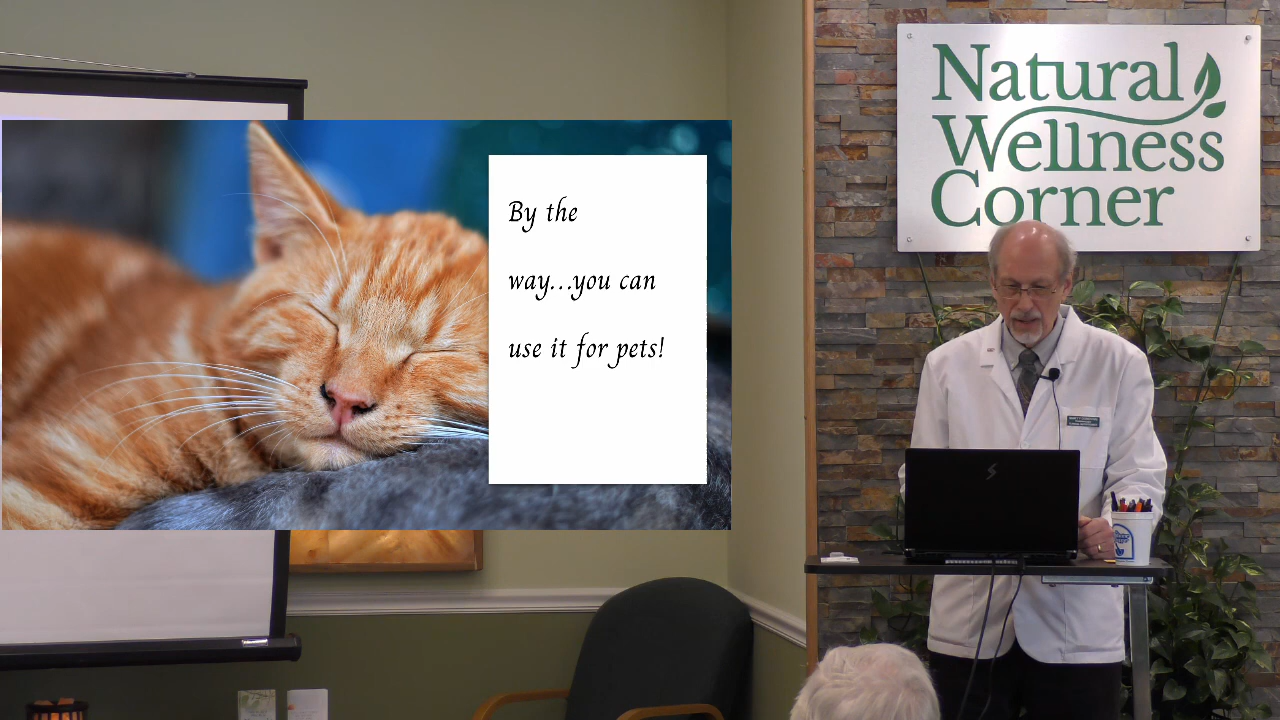 By the
way...you can
use it for pets!
Natural
Wellness
Corner